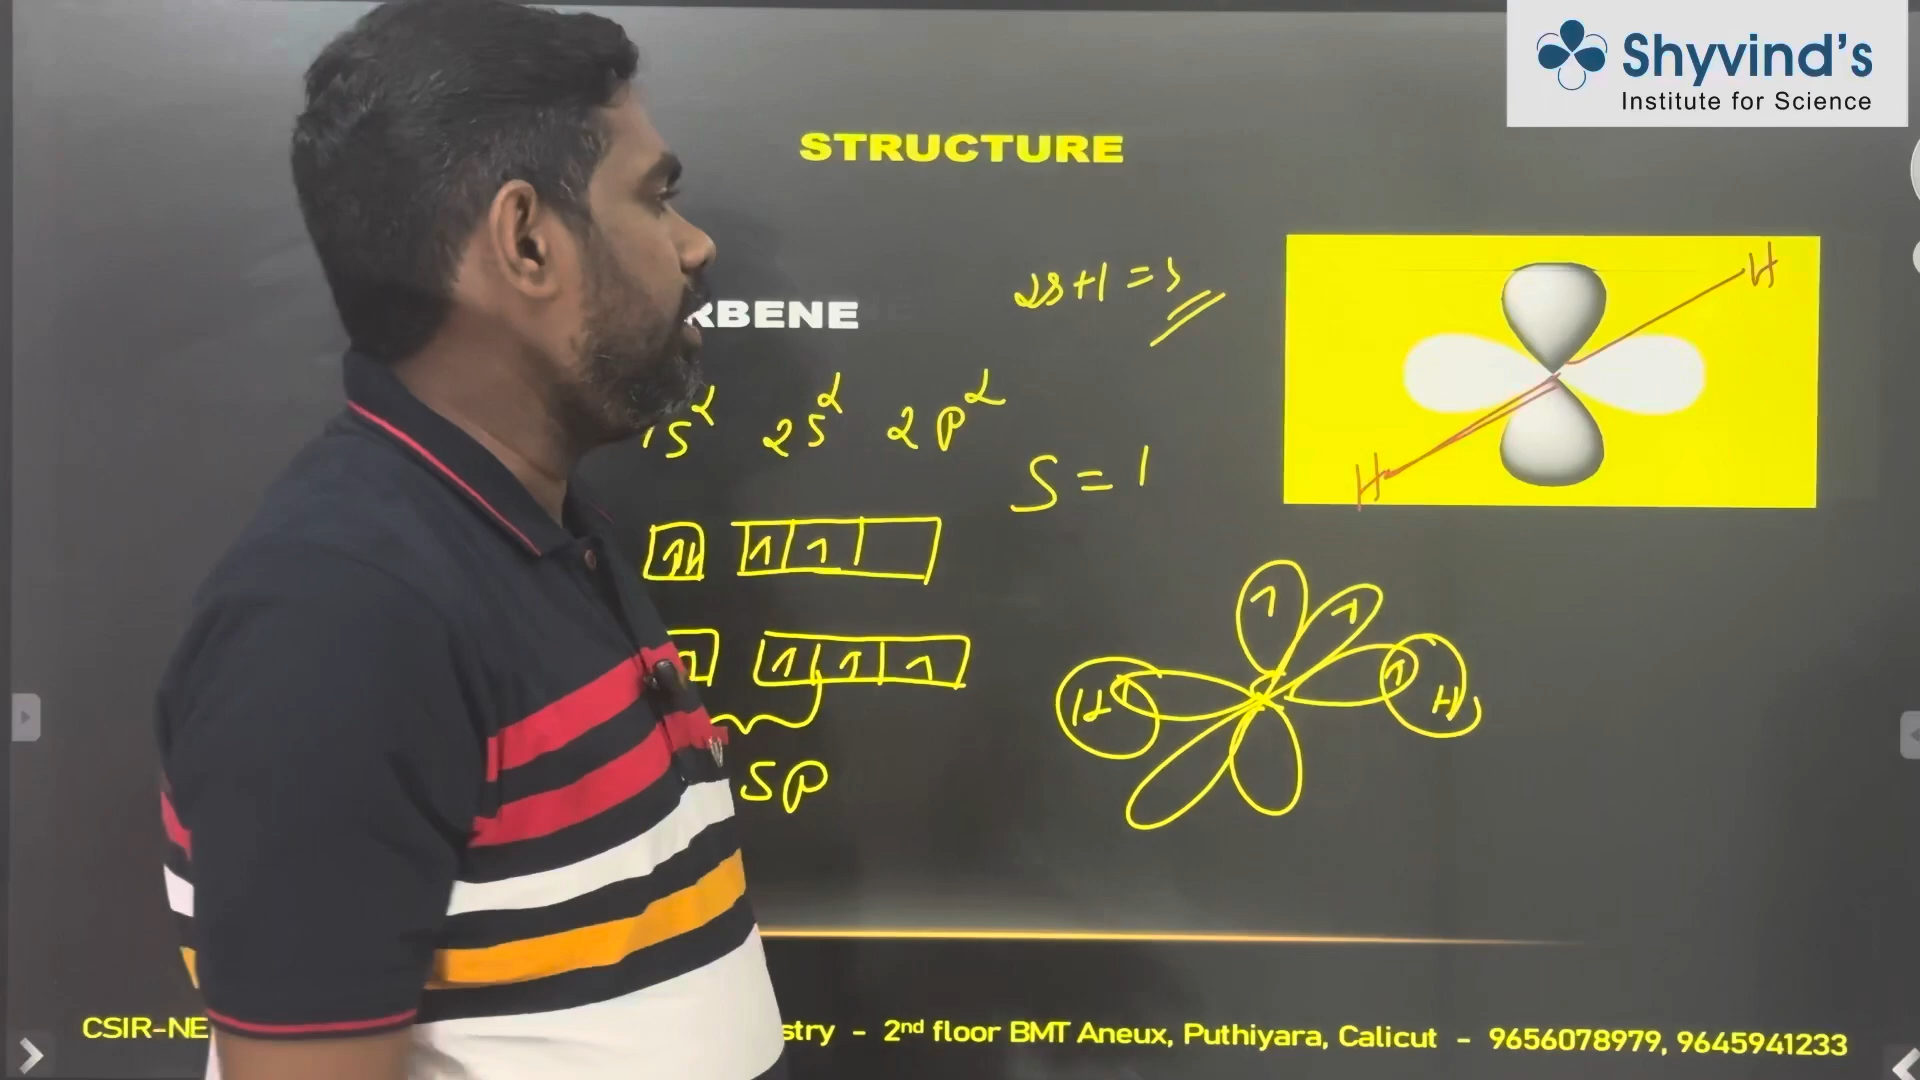 Shyvind's
Institute for Science
STRUCTURE
RBENE
2s+1=3
1s² 2s² 2p²
S=1
H
H
H
H
SP
CSIR-NE
stry - 2nd floor BMT Aneux, Puthiyara, Calicut - 9656078979, 9645941233